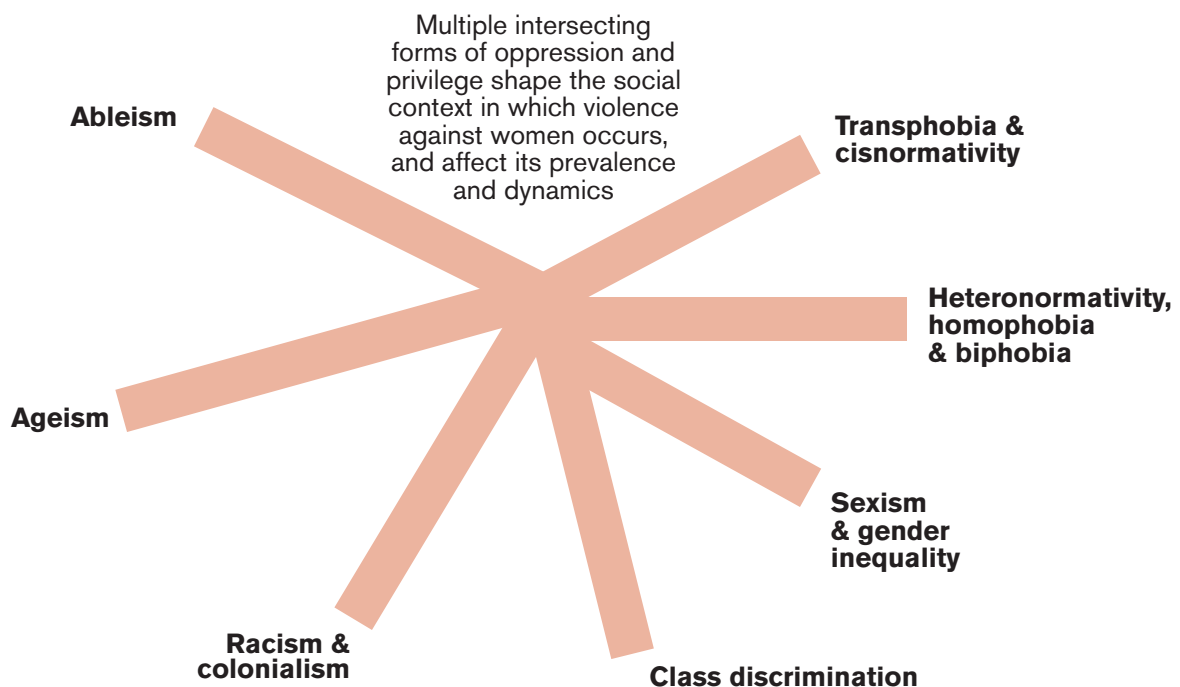 Multiple intersecting
forms of oppression and
privilege shape the social
context in which violence
against women occurs,
and affect its prevalence
and dynamics
Ableism
Transphobia &
cisnormativity
Heteronormativity,
homophobia
& biphobia
Ageism
Sexism
& gender
inequality
Racism &
colonialism
Class discrimination